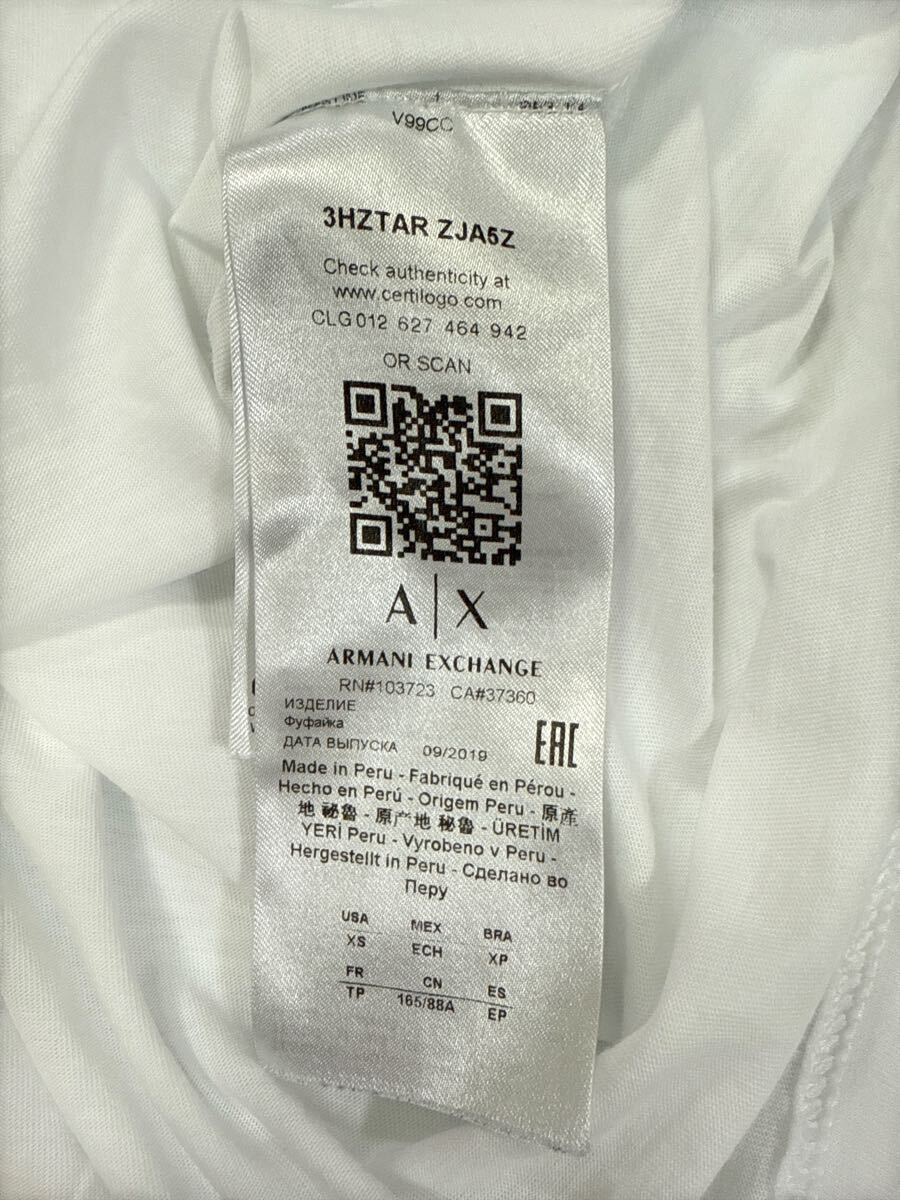 V99CC
3HZTAR ZJA5Z
Check authenticity at
www.certilogo.com
CLG 012 627 464 942
OR SCAN
A|X
ARMANI EXCHANGE
RN#103723 CA#37360
ИЗДЕЛИЕ
Фуфайка
ДАТА ВЫПУСКА 09/2019
EAC
Made in Peru - Fabriqué en Pérou -
Hecho en Perú - Origem Peru - 原產
地 秘魯 - 原产地 秘鲁 - ÜRETİM
YERİ Peru - Vyrobeno v Peru -
Hergestellt in Peru - Сделано во
Перу
USA MEX BRA
XS ECH XP
FR CN ES
TP 165/88A EP